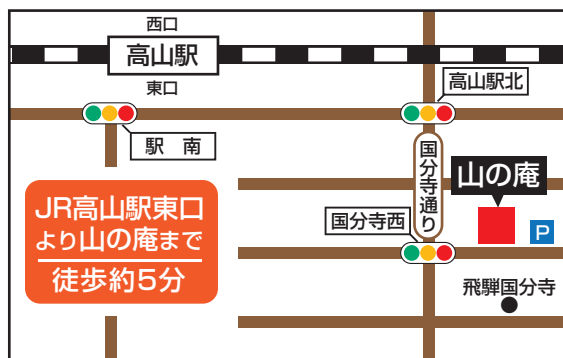 西口
高山駅
東口
高山駅北
駅 南
国分寺通り
山の庵
JR高山駅東口
より山の庵まで
徒歩約5分
国分寺西
P
飛騨国分寺